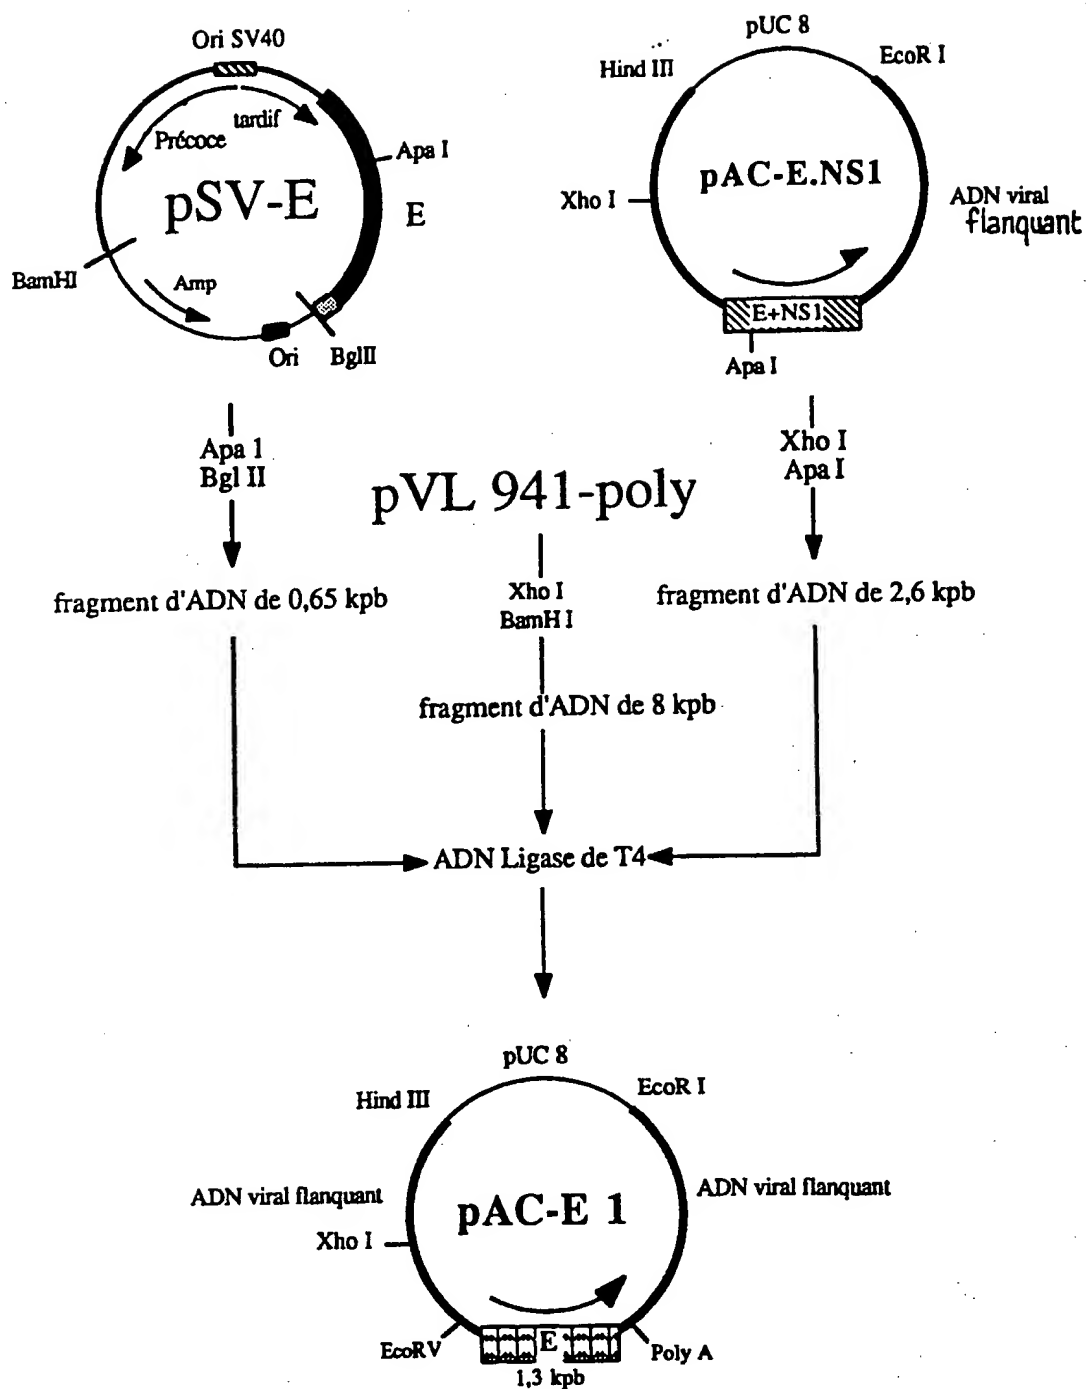 Ori SV40
Précoce
tardif
pSV-E
Apa I
E
BamHI
Amp
Ori
BglII
pUC 8
Hind III
EcoR I
pAC-E.NS1
Xho I
ADN viral
flanquant
E+NS1
Apa I
Apa 1
Bgl II
fragment d'ADN de 0,65 kpb
pVL 941-poly
Xho I
BamH I
fragment d'ADN de 8 kpb
Xho I
Apa I
fragment d'ADN de 2,6 kpb
ADN Ligase de T4
pUC 8
Hind III
EcoR I
ADN viral flanquant
pAC-E 1
ADN viral flanquant
Xho I
EcoRV
E
Poly A
1,3 kpb